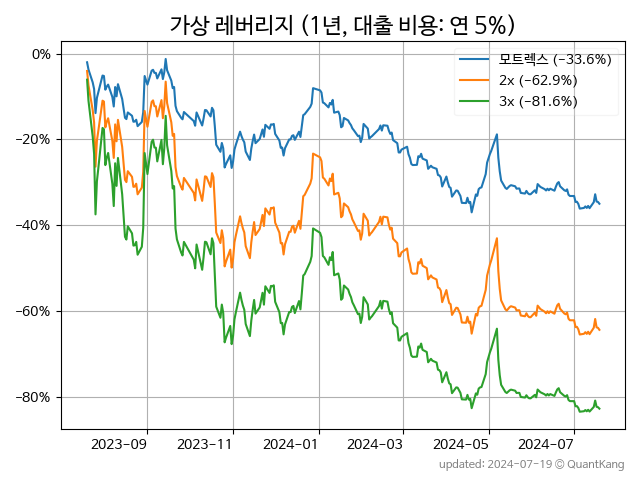 가상 레버리지 (1년, 대출 비용: 연 5%)
모트렉스 (−33.6%)
2x (−62.9%)
3x (−81.6%)
0%
−20%
−40%
−60%
−80%
2023-09 2023-11 2024-01 2024-03 2024-05 2024-07
updated: 2024-07-19 © QuantKang